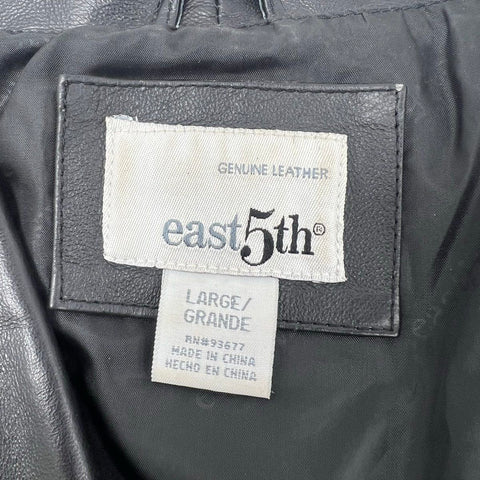 GENUINE LEATHER
east5th®
LARGE/
GRANDE
RN#93677
MADE IN CHINA
HECHO EN CHINA